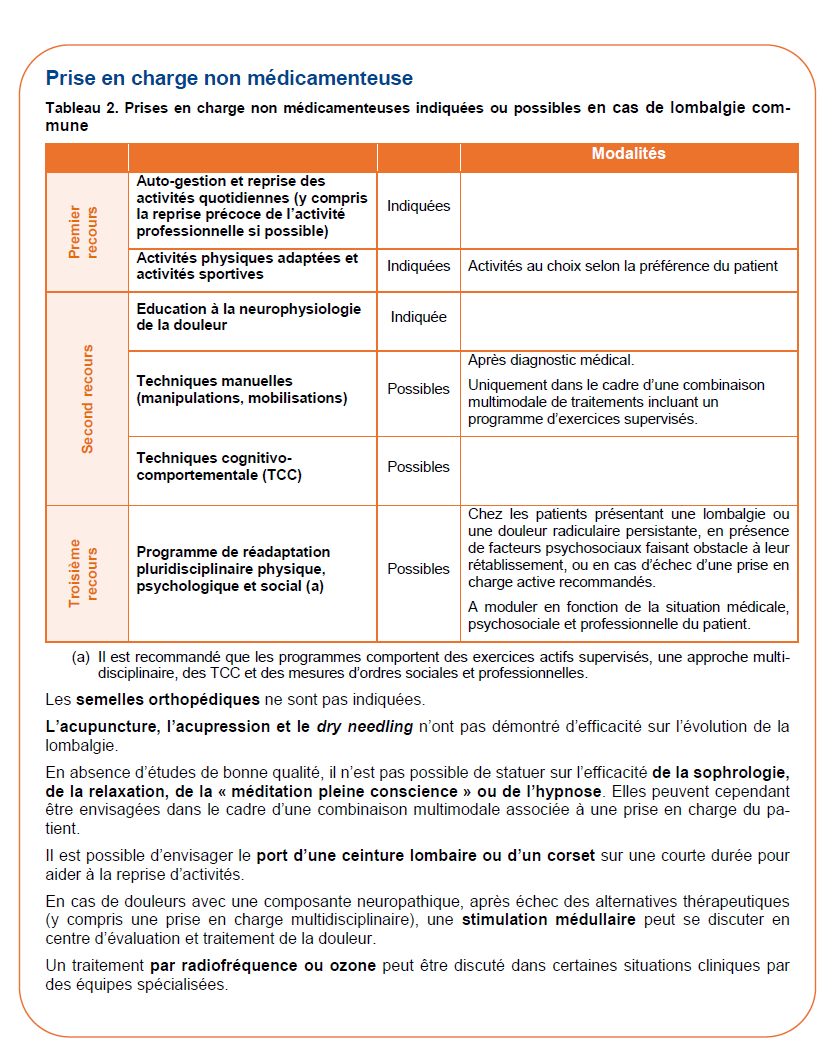 Prise en charge non médicamenteuse
Tableau 2. Prises en charge non médicamenteuses indiquées ou possibles en cas de lombalgie com-
mune
Modalités
Premier
recours
Auto-gestion et reprise des
activités quotidiennes (y compris
la reprise précoce de l’activité
professionnelle si possible)
Indiquées
Activités physiques adaptées et
activités sportives
Indiquées
Activités au choix selon la préférence du patient
Second recours
Education à la neurophysiologie
de la douleur
Indiquée
Techniques manuelles
(manipulations, mobilisations)
Possibles
Après diagnostic médical.
Uniquement dans le cadre d’une combinaison
multimodale de traitements incluant un
programme d’exercices supervisés.
Techniques cognitivo-
comportementale (TCC)
Possibles
Troisième
recours
Programme de réadaptation
pluridisciplinaire physique,
psychologique et social (a)
Possibles
Chez les patients présentant une lombalgie ou
une douleur radiculaire persistante, en présence
de facteurs psychosociaux faisant obstacle à leur
rétablissement, ou en cas d’échec d’une prise en
charge active recommandés.
A moduler en fonction de la situation médicale,
psychosociale et professionnelle du patient.
(a) Il est recommandé que les programmes comportent des exercices actifs supervisés, une approche multi-
disciplinaire, des TCC et des mesures d’ordres sociales et professionnelles.
Les semelles orthopédiques ne sont pas indiquées.
L’acupuncture, l’acupression et le dry needling n’ont pas démontré d’efficacité sur l’évolution de la
lombalgie.
En absence d’études de bonne qualité, il n’est pas possible de statuer sur l’efficacité de la sophrologie,
de la relaxation, de la « méditation pleine conscience » ou de l’hypnose. Elles peuvent cependant
être envisagées dans le cadre d’une combinaison multimodale associée à une prise en charge du pa-
tient.
Il est possible d’envisager le port d’une ceinture lombaire ou d’un corset sur une courte durée pour
aider à la reprise d’activités.
En cas de douleurs avec une composante neuropathique, après échec des alternatives thérapeutiques
(y compris une prise en charge multidisciplinaire), une stimulation médullaire peut se discuter en
centre d’évaluation et traitement de la douleur.
Un traitement par radiofréquence ou ozone peut être discuté dans certaines situations cliniques par
des équipes spécialisées.